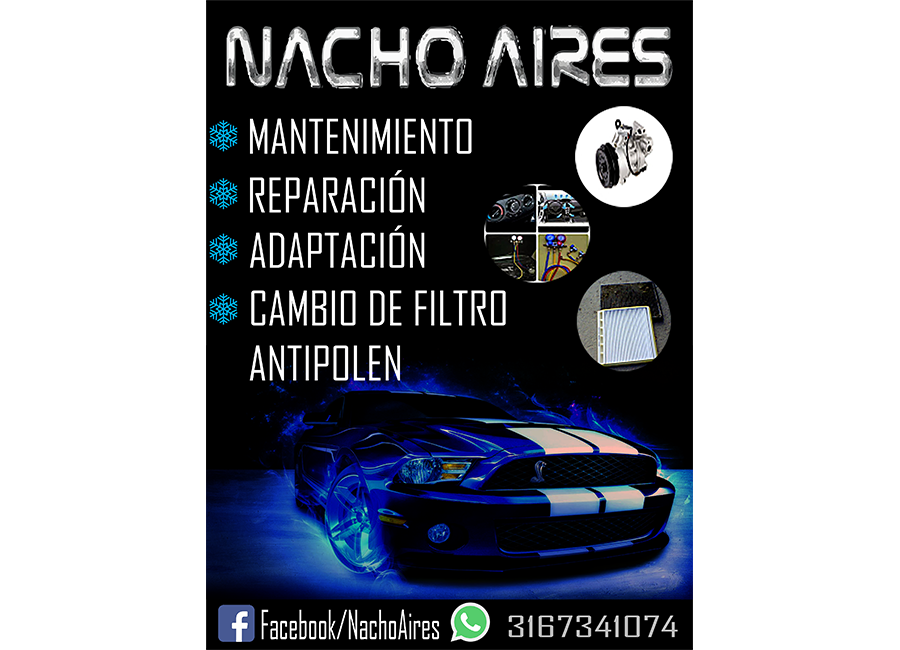 NACHO AIRES
MANTENIMIENTO
REPARACIÓN
ADAPTACIÓN
CAMBIO DE FILTRO
ANTIPOLEN
Facebook/NachoAires
3167341074